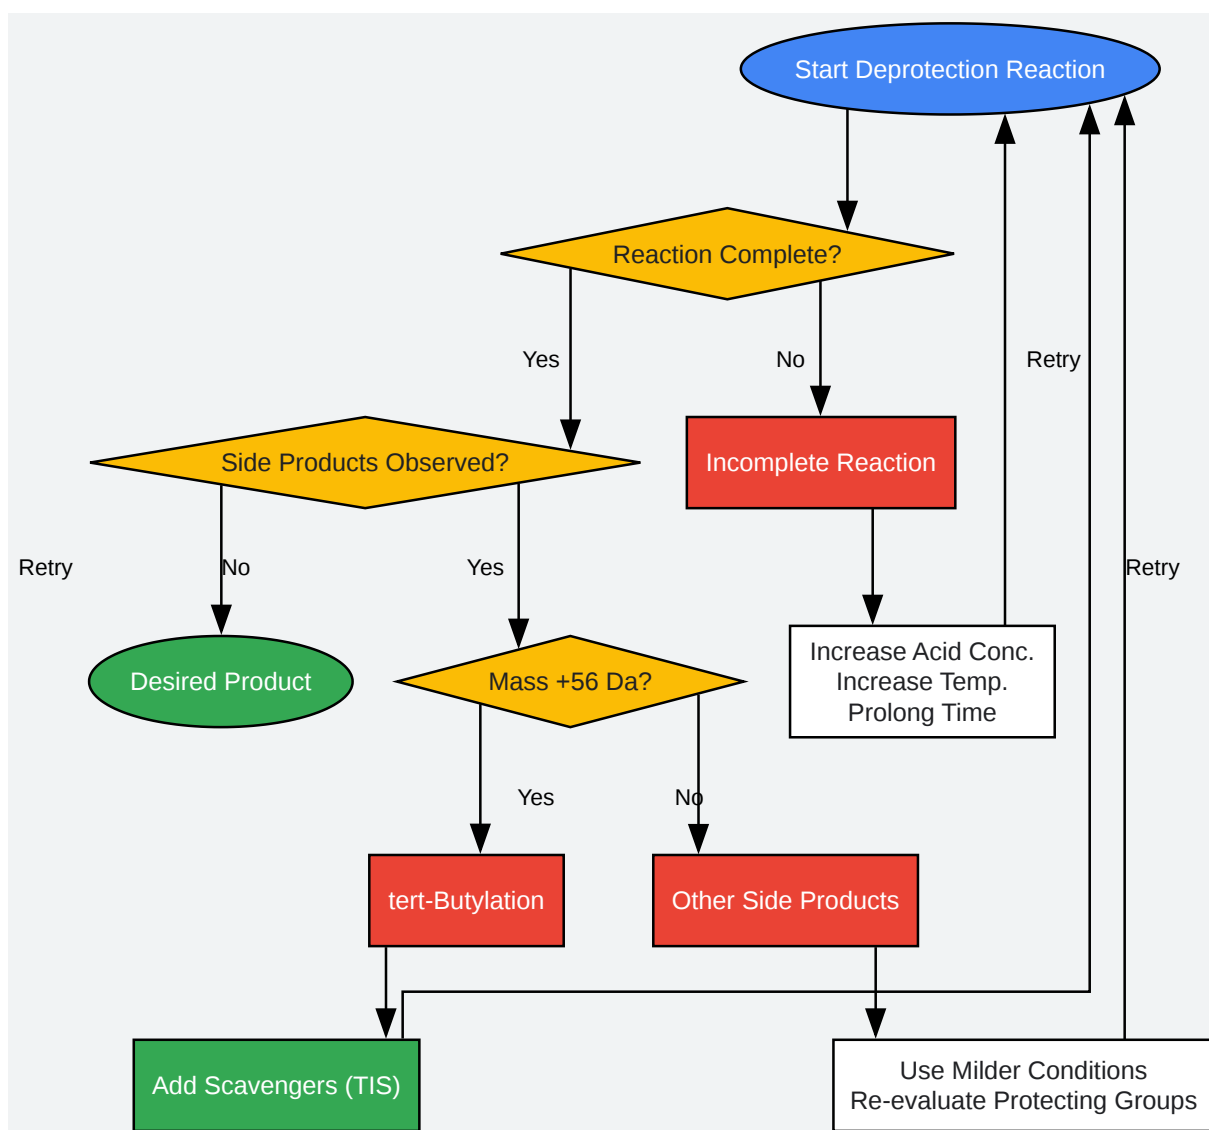 Start Deprotection Reaction
Reaction Complete?
Yes
No
Retry
Side Products Observed?
Incomplete Reaction
Retry
No
Yes
Retry
Desired Product
Mass +56 Da?
Increase Acid Conc.
Increase Temp.
Prolong Time
Yes
No
tert-Butylation
Other Side Products
Add Scavengers (TIS)
Use Milder Conditions
Re-evaluate Protecting Groups